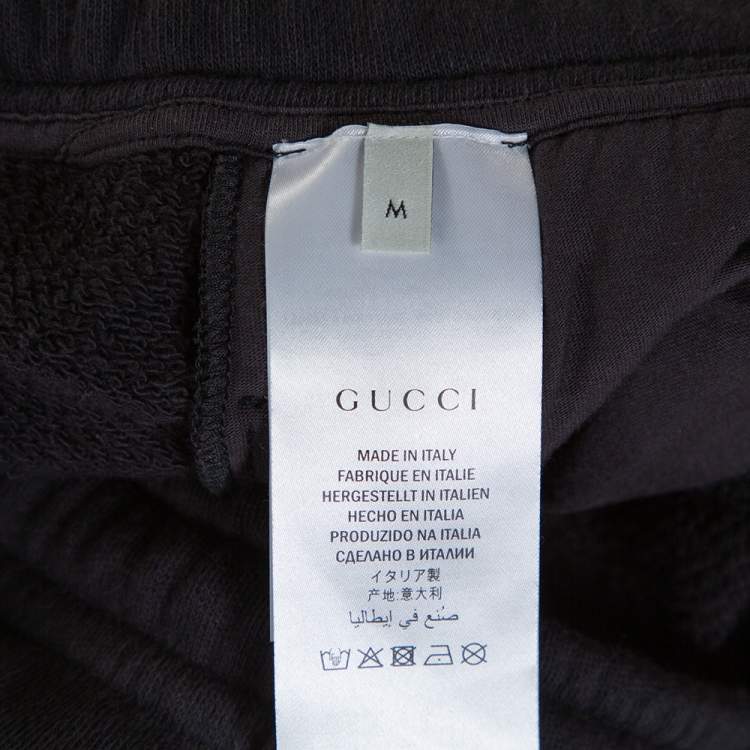 M
GUCCI
MADE IN ITALY
FABRIQUE EN ITALIE
HERGESTELLT IN ITALIEN
HECHO EN ITALIA
PRODUZIDO NA ITALIA
СДЕЛАНО В ИТАЛИИ
イタリア製
产地:意大利
صُنع في إيطاليا